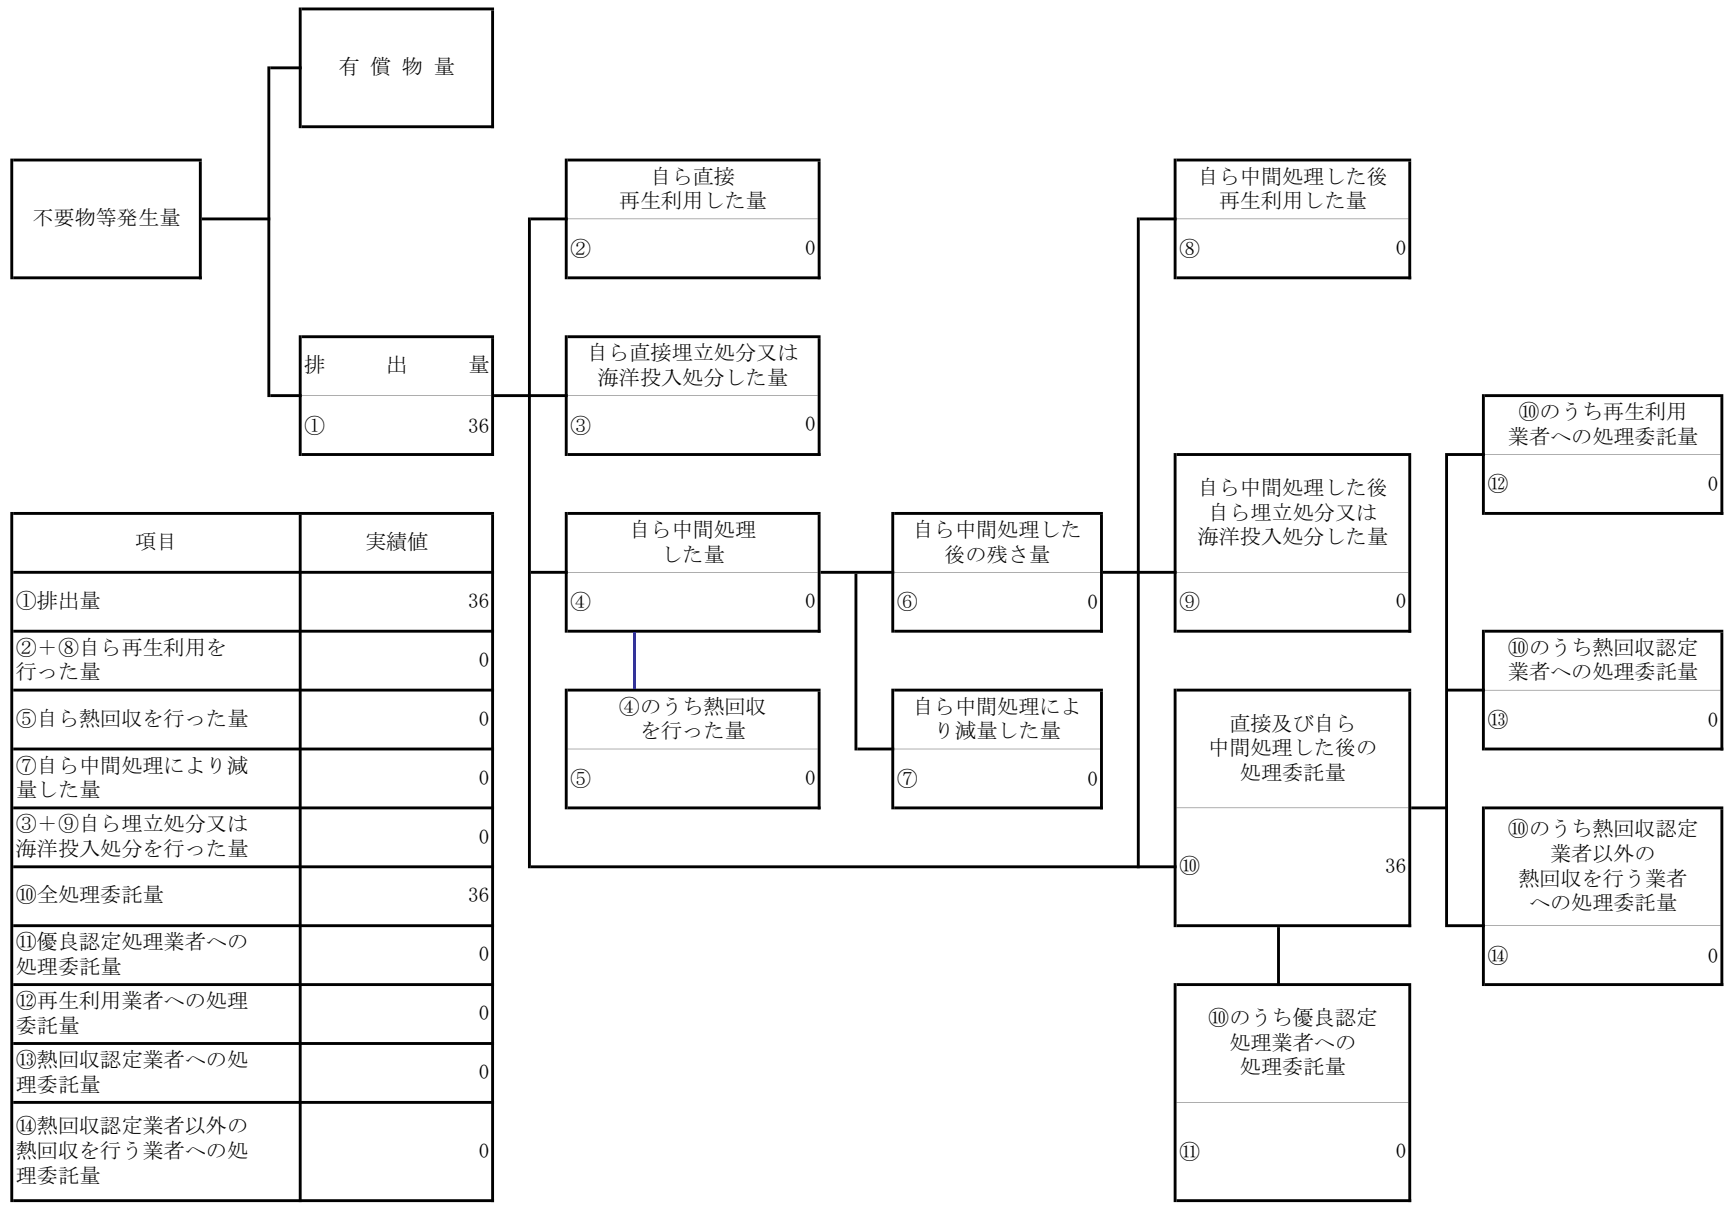 有償物量
不要物等発生量
排出量
① 36
自ら直接
再生利用した量
② 0
自ら直接埋立処分又は
海洋投入処分した量
③ 0
自ら中間処理
した量
④ 0
④のうち熱回収
を行った量
⑤ 0
自ら中間処理した
後の残さ量
⑥ 0
自ら中間処理によ
り減量した量
⑦ 0
自ら中間処理した後
再生利用した量
⑧ 0
自ら中間処理した後
自ら埋立処分又は
海洋投入処分した量
⑨ 0
直接及び自ら
中間処理した後の
処理委託量
⑩ 36
⑩のうち優良認定
処理業者への
処理委託量
⑪ 0
⑩のうち再生利用
業者への処理委託量
⑫ 0
⑩のうち熱回収認定
業者への処理委託量
⑬ 0
⑩のうち熱回収認定
業者以外の
熱回収を行う業者
への処理委託量
⑭ 0
項目 実績値
①排出量 36
②＋⑧自ら再生利用を
行った量 0
⑤自ら熱回収を行った量 0
⑦自ら中間処理により減
量した量 0
③＋⑨自ら埋立処分又は
海洋投入処分を行った量 0
⑩全処理委託量 36
⑪優良認定処理業者への
処理委託量 0
⑫再生利用業者への処理
委託量 0
⑬熱回収認定業者への処
理委託量 0
⑭熱回収認定業者以外の
熱回収を行う業者への処
理委託量 0